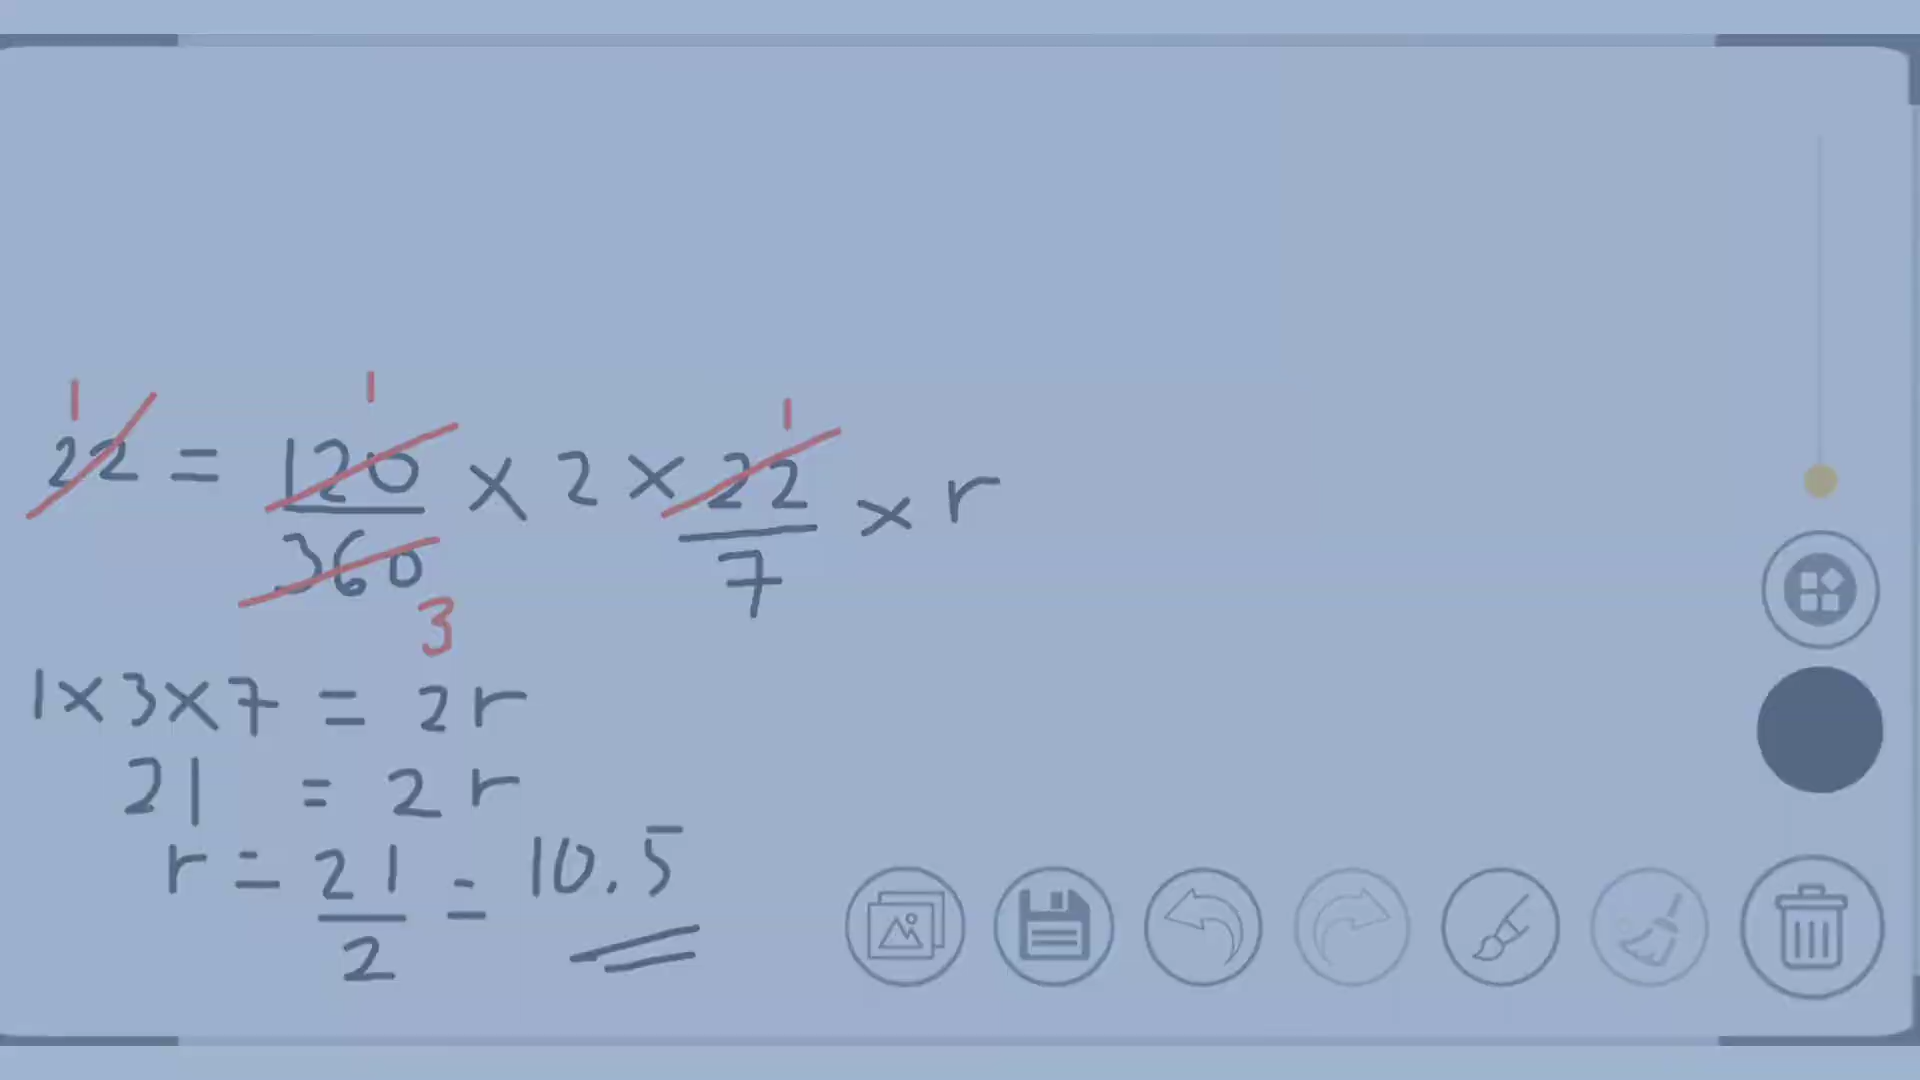 1 1 1
22 = 120/360 × 2 × 22/7 × r
3
1×3×7 = 2r
21 = 2r
r = 21/2 = 10.5